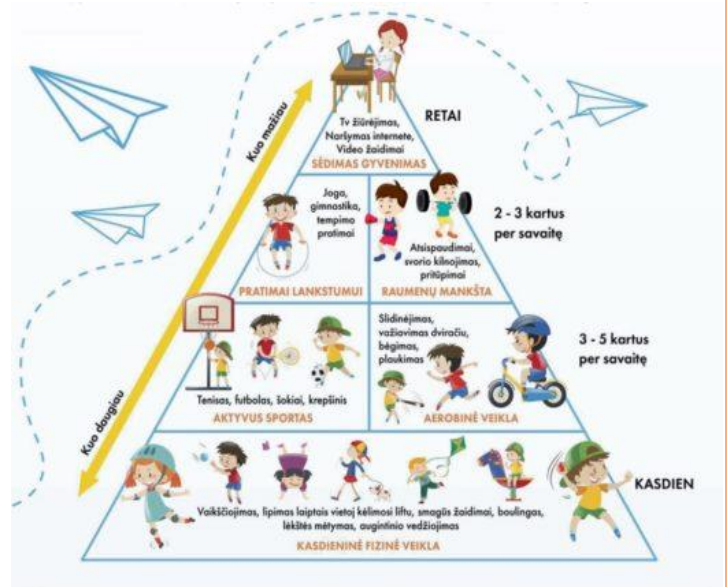 RETAI
Kuo mažiau
Tv žiūrėjimas,
Naršymas internete,
Video žaidimai
SĖDIMAS GYVENIMAS
Joga,
gimnastika,
tempimo
pratimai
PRATIMAI LANKSTUMUI
Atsispaudimai,
svorio kilnojimas,
pritūpimai
RAUMENŲ MANKŠTA
2 - 3 kartus
per savaitę
Tenisas, futbolas, šokiai, krepšinis
AKTYVUS SPORTAS
Slidinėjimas,
važiavimas dviračiu,
bėgimas,
plaukimas
AEROBINĖ VEIKLA
3 - 5 kartus
per savaitę
Kuo daugiau
KASDIEN
Vaikščiojimas, lipimas laiptais vietoj kėlimosi liftu, smagūs žaidimai, boulingas,
lėkštės mėtymas, augintinio vedžiojimas
KASDIENINĖ FIZINĖ VEIKLA